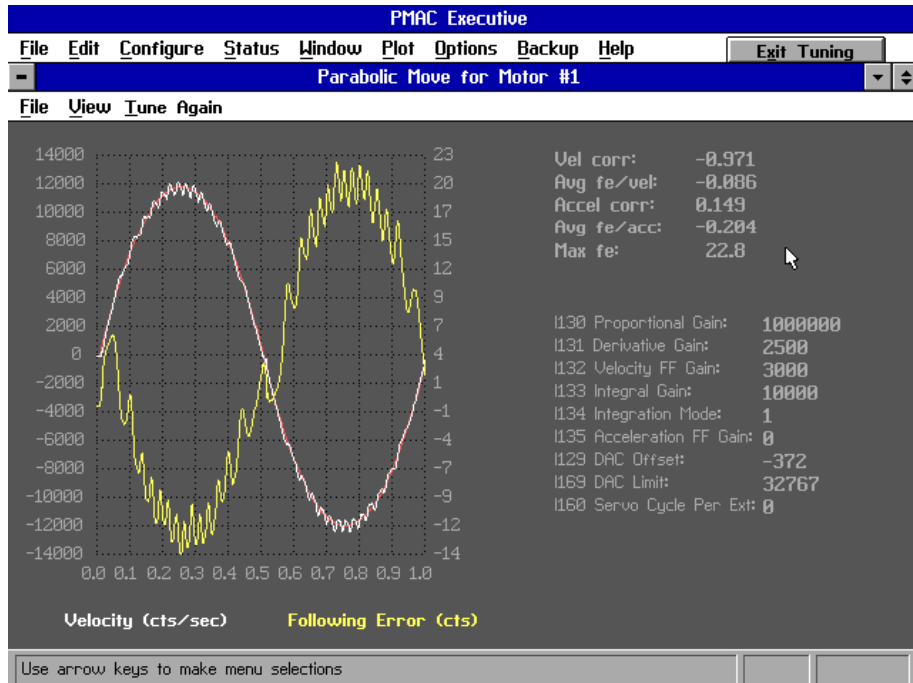 PMAC Executive
File Edit Configure Status Window Plot Options Backup Help Exit Tuning
Parabolic Move for Motor #1
File View Tune Again
14000 23 Vel corr: -0.971
12000 20 Avg fe/vel: -0.086
10000 17 Accel corr: 0.149
8000 15 Avg fe/acc: -0.204
6000 12 Max fe: 22.8
4000 9
2000 7 I130 Proportional Gain: 1000000
0 4 I131 Derivative Gain: 2500
-2000 1 I132 Velocity FF Gain: 3000
-4000 -1 I133 Integral Gain: 10000
-6000 -4 I134 Integration Mode: 1
-8000 -7 I135 Acceleration FF Gain: 0
-10000 -9 I129 DAC Offset: -372
-12000 -12 I169 DAC Limit: 32767
-14000 -14 I160 Servo Cycle Per Ext: 0
0.0 0.1 0.2 0.3 0.4 0.5 0.6 0.7 0.8 0.9 1.0
Velocity (cts/sec) Following Error (cts)
Use arrow keys to make menu selections